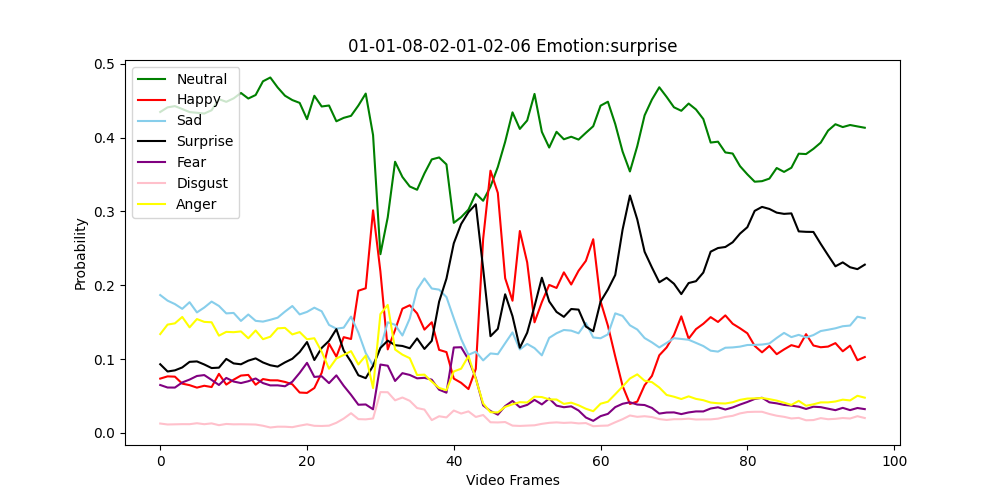 01-01-08-02-01-02-06 Emotion:surprise
0.5
0.4
0.3
0.2
0.1
0.0
Probability
Neutral
Happy
Sad
Surprise
Fear
Disgust
Anger
0 20 40 60 80 100
Video Frames